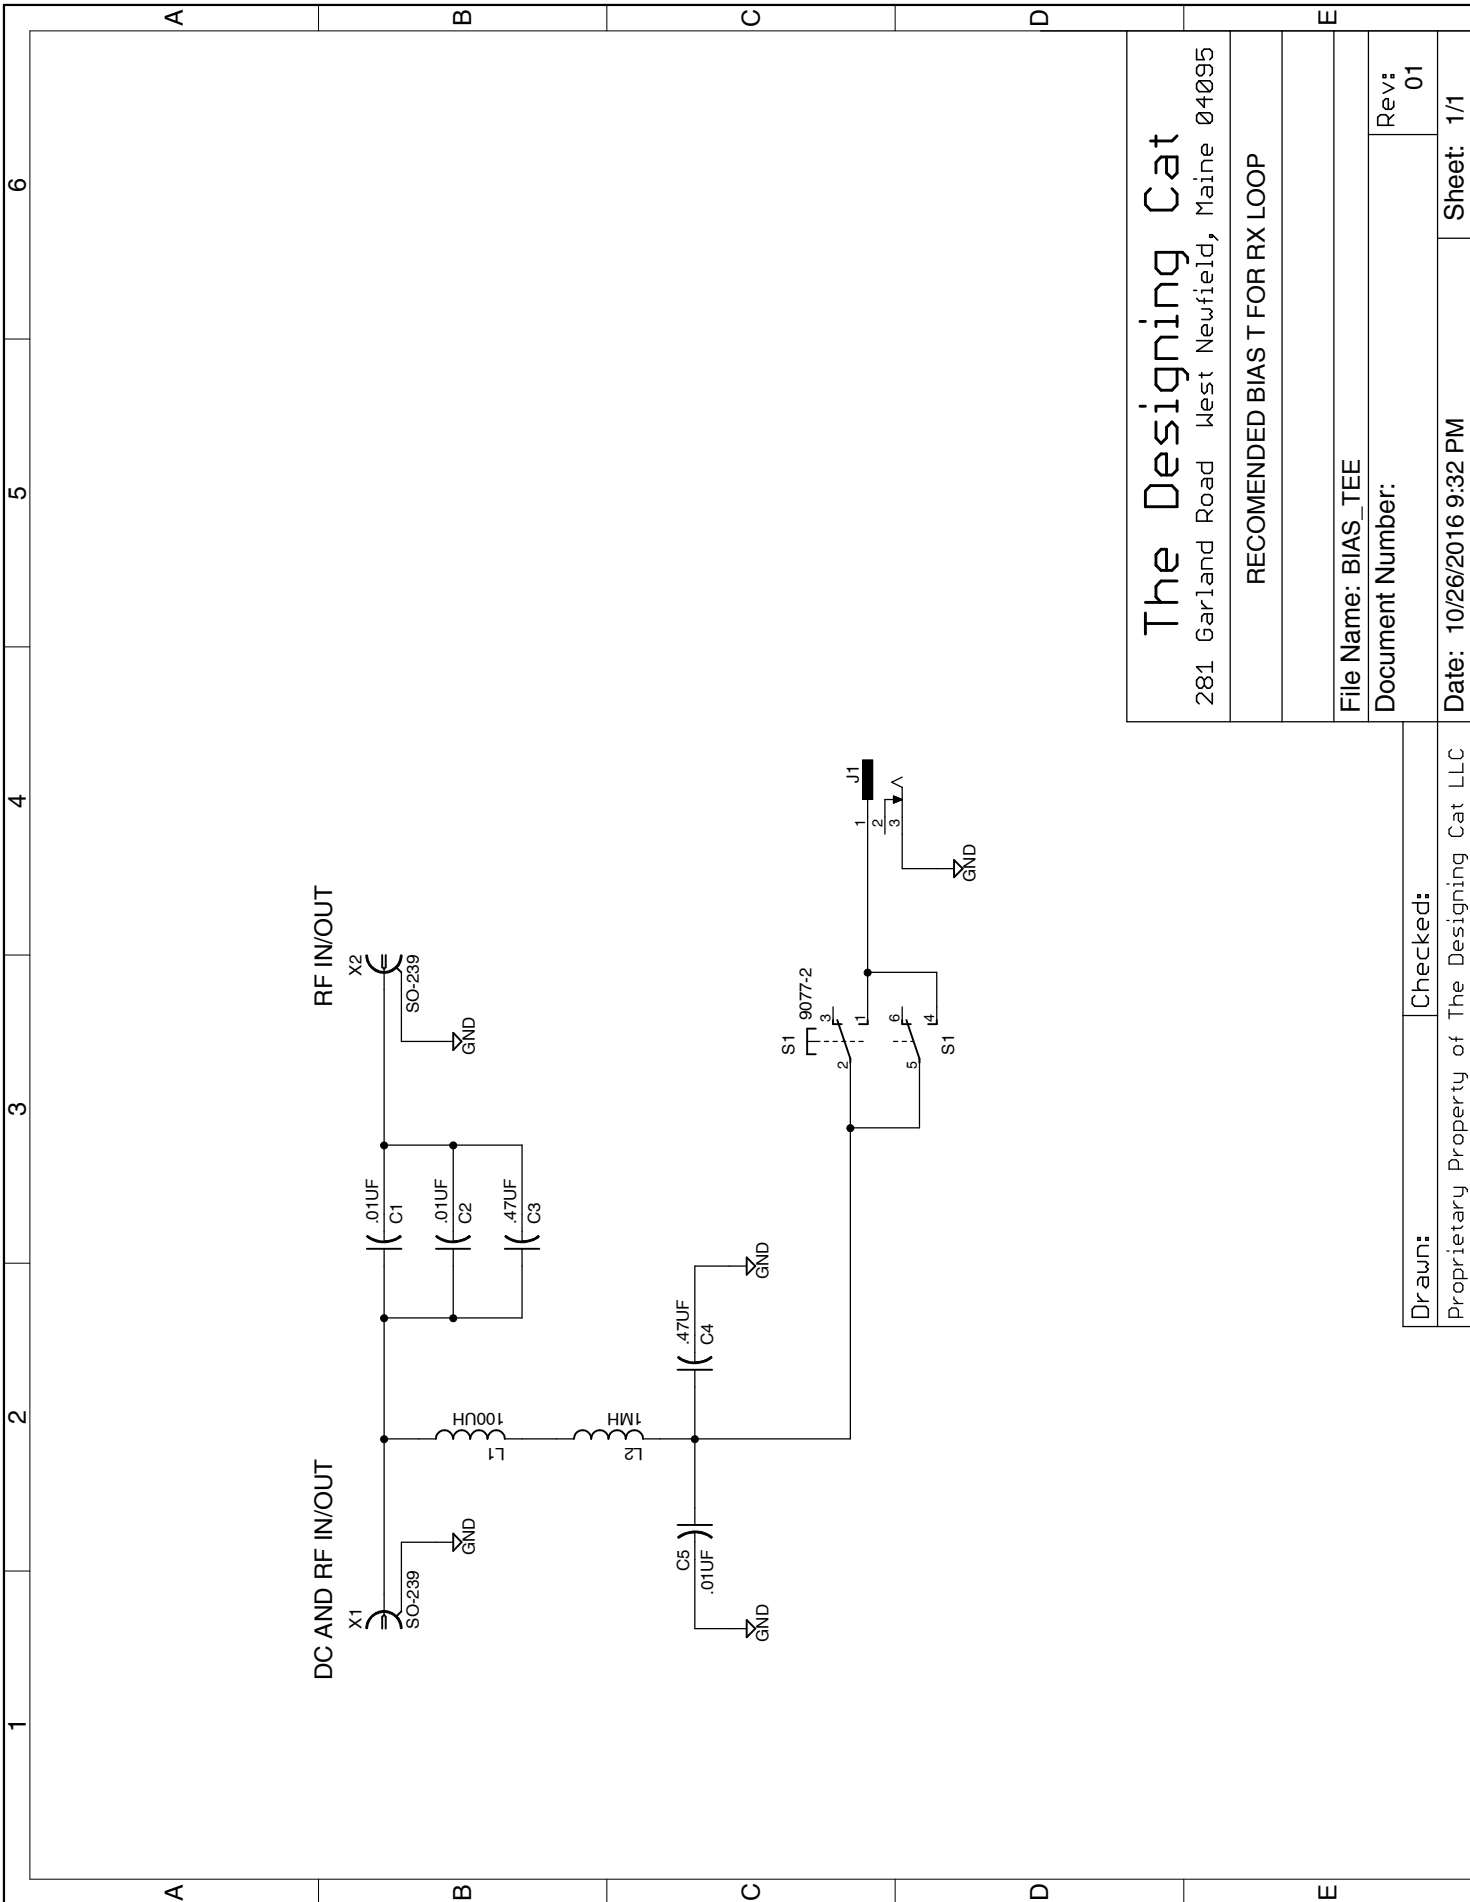 1 2 3 4 5 6
A A
B B
C C
D D
E E
DC AND RF IN/OUT
RF IN/OUT
X1
SO-239
GND
X2
SO-239
GND
.01UF
C1
.01UF
C2
.47UF
C3
L1
100UH
L2
1MH
.47UF
C4
GND
C5
.01UF
GND
S1
9077-2
3
2
1
6
5
4
S1
J1
1
2
3
GND
The Designing Cat
281 Garland Road West Newfield, Maine 04095
RECOMENDED BIAS T FOR RX LOOP
File Name: BIAS_TEE
Document Number:
Rev:
01
Drawn:
Checked:
Date: 10/26/2016 9:32 PM
Sheet: 1/1
Proprietary Property of The Designing Cat LLC